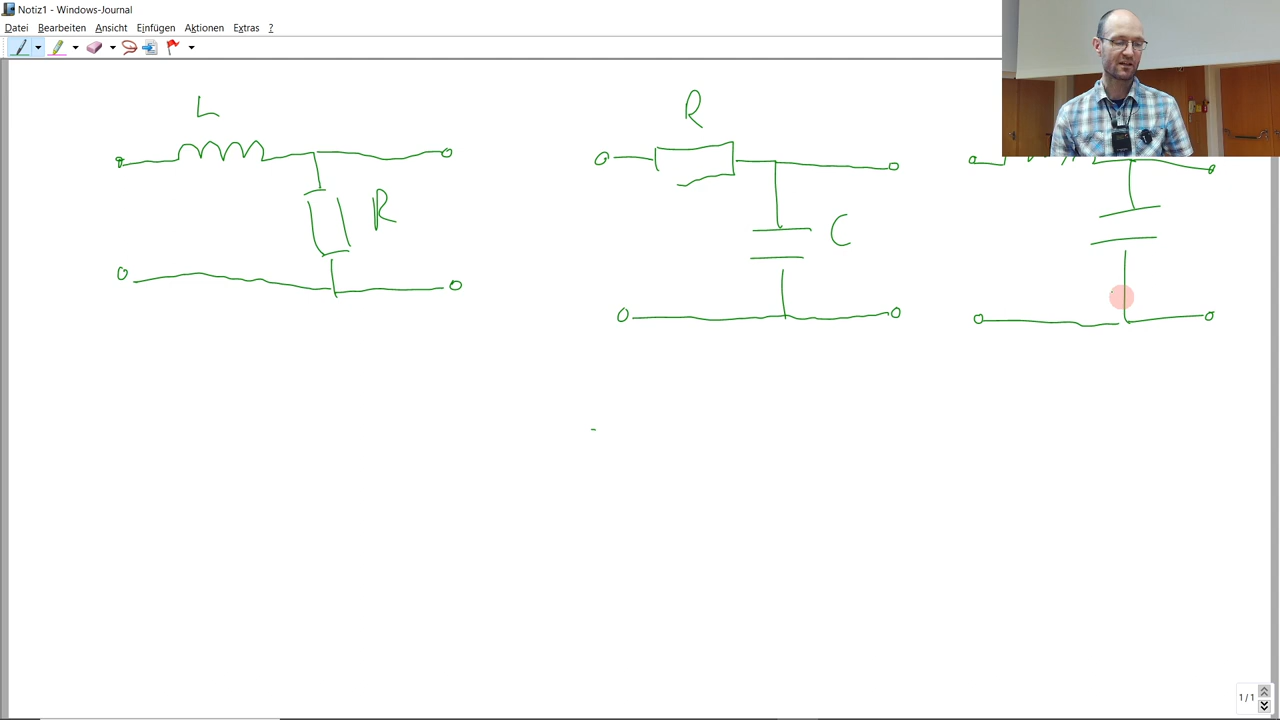 Notiz1 - Windows-Journal
Datei Bearbeiten Ansicht Einfügen Aktionen Extras ?
L
R
R
C
1/1